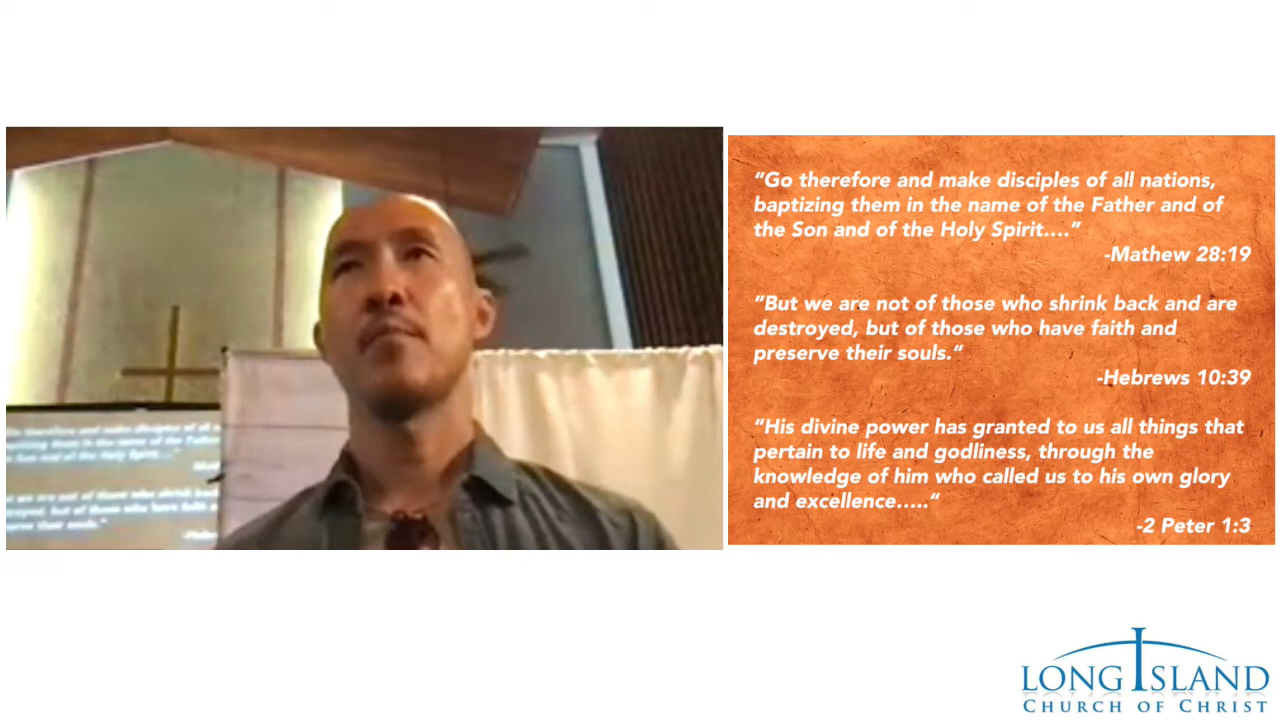 “Go therefore and make disciples of all nations,
baptizing them in the name of the Father and of
the Son and of the Holy Spirit....”
-Mathew 28:19
“But we are not of those who shrink back and are
destroyed, but of those who have faith and
preserve their souls.”
-Hebrews 10:39
“His divine power has granted to us all things that
pertain to life and godliness, through the
knowledge of him who called us to his own glory
and excellence.....“
-2 Peter 1:3
LONG ISLAND
CHURCH OF CHRIST